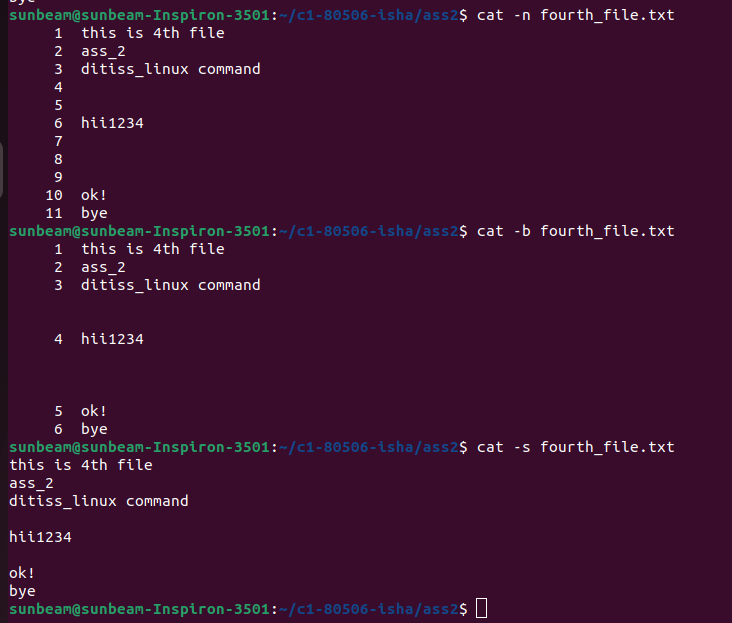 bye
sunbeam@sunbeam-Inspiron-3501:~/c1-80506-isha/ass2$ cat -n fourth_file.txt
     1  this is 4th file
     2  ass_2
     3  ditiss_linux command
     4
     5
     6  hii1234
     7
     8
     9
    10  ok!
    11  bye
sunbeam@sunbeam-Inspiron-3501:~/c1-80506-isha/ass2$ cat -b fourth_file.txt
     1  this is 4th file
     2  ass_2
     3  ditiss_linux command


     4  hii1234



     5  ok!
     6  bye
sunbeam@sunbeam-Inspiron-3501:~/c1-80506-isha/ass2$ cat -s fourth_file.txt
this is 4th file
ass_2
ditiss_linux command

hii1234

ok!
bye
sunbeam@sunbeam-Inspiron-3501:~/c1-80506-isha/ass2$